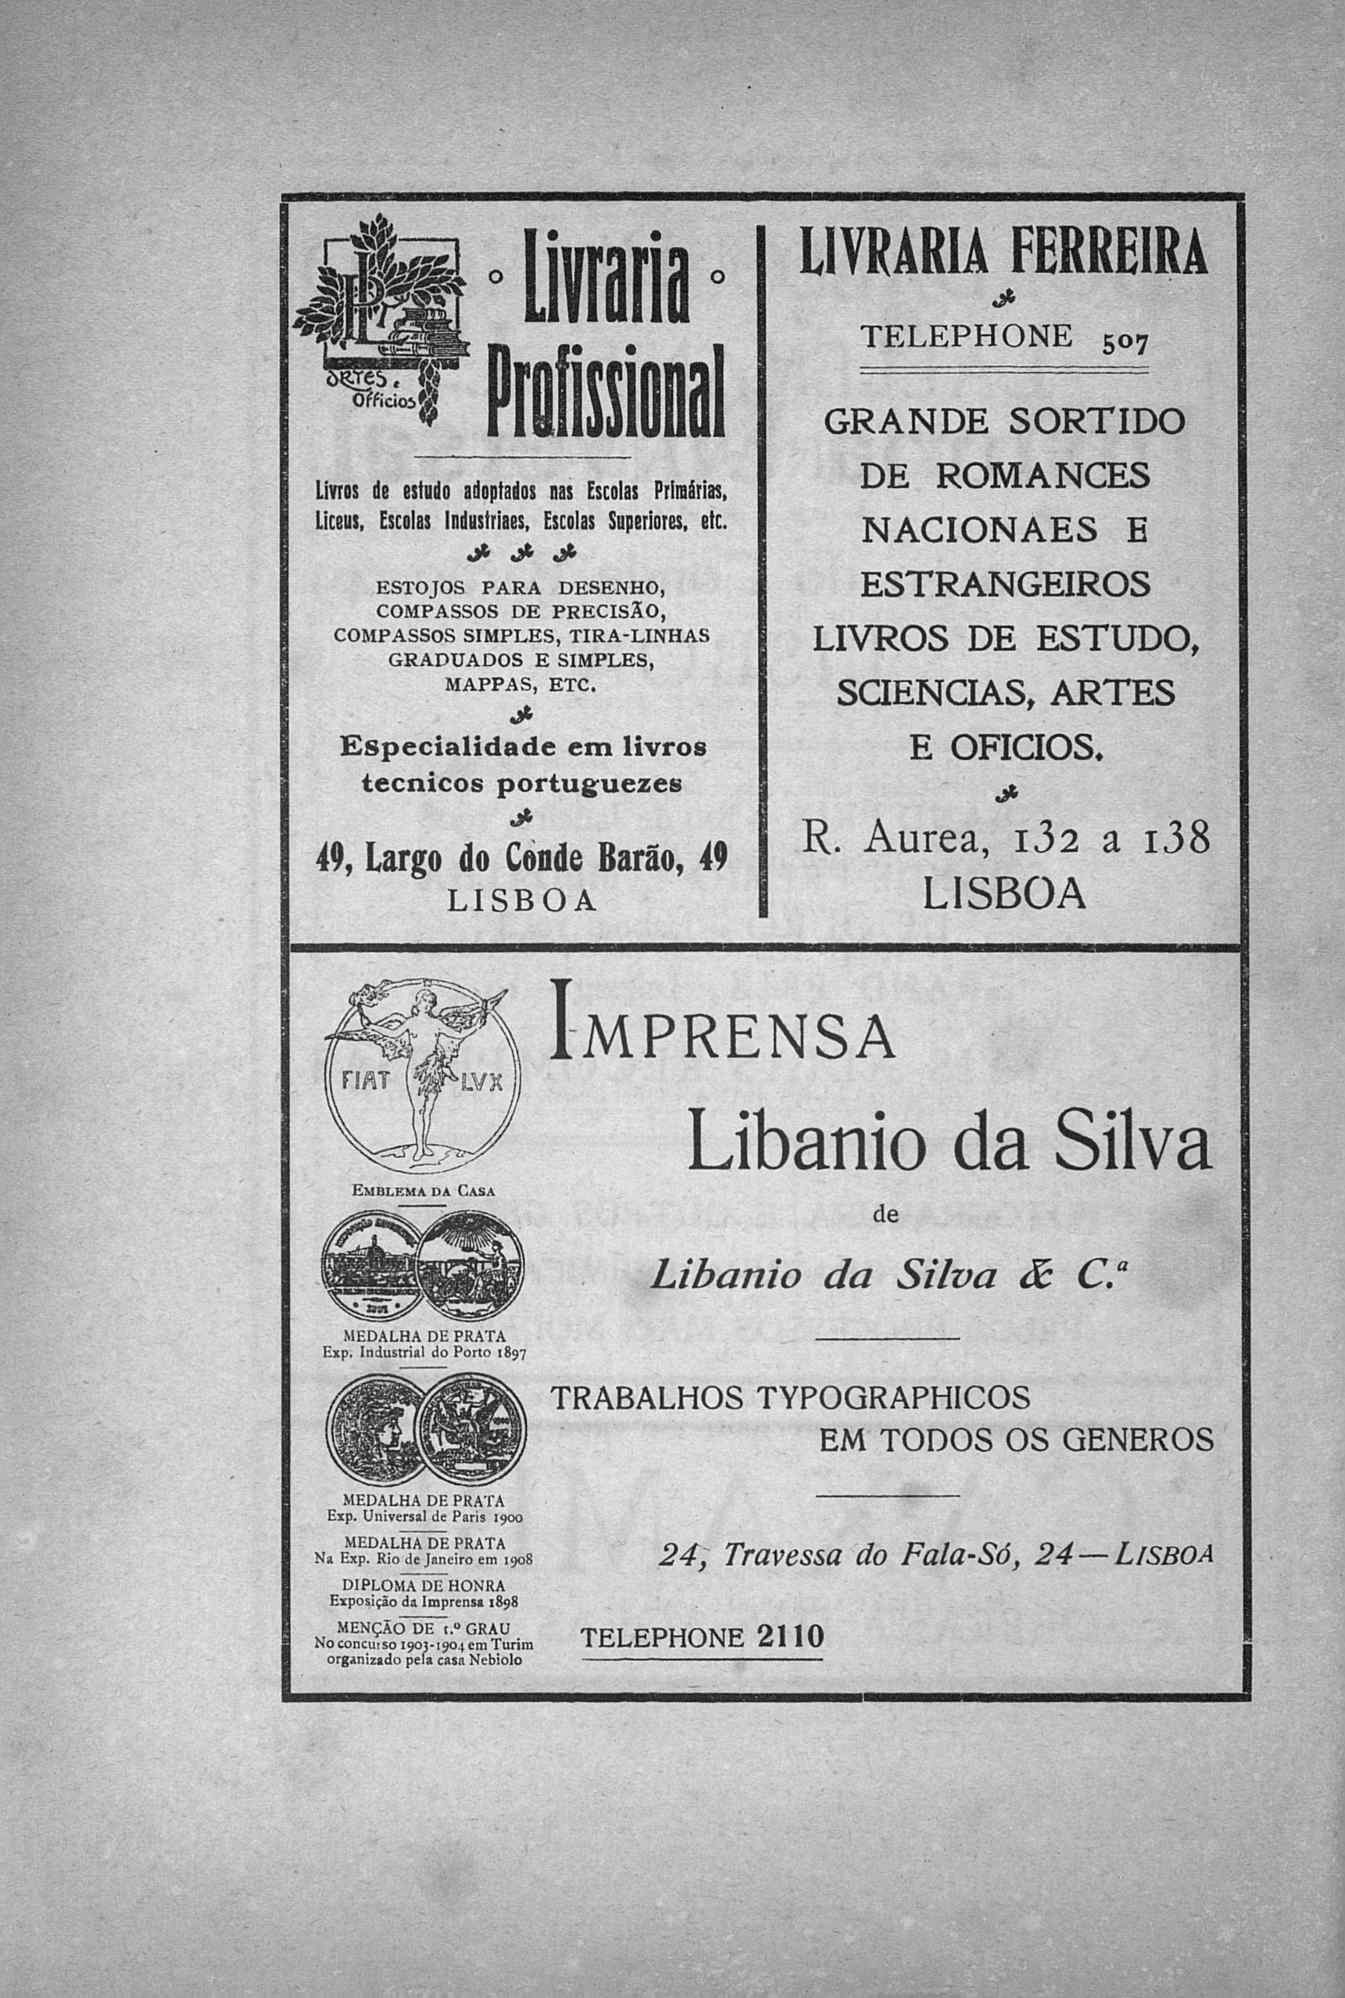 LP
ARTES.
Officios
Livraria
Profissional
Livros de estudo adoptados nas Escolas Primárias,
Liceus, Escolas Industriaes, Escolas Superiores, etc.
ESTOJOS PARA DESENHO,
COMPASSOS DE PRECISÃO,
COMPASSOS SIMPLES, TIRA-LINHAS
GRADUADOS E SIMPLES,
MAPPAS, ETC.
Especialidade em livros
tecnicos portuguezes
49, Largo do Conde Barão, 49
LISBOA
LIVRARIA FERREIRA
TELEPHONE 507
GRANDE SORTIDO
DE ROMANCES
NACIONAES E
ESTRANGEIROS
LIVROS DE ESTUDO,
SCIENCIAS, ARTES
E OFICIOS.
R. Aurea, 132 a 138
LISBOA
FIAT LVX
EMBLEMA DA CASA
MEDALHA DE PRATA
Exp. Industrial do Porto 1897
MEDALHA DE PRATA
Exp. Universal de Paris 1900
MEDALHA DE PRATA
Na Exp. Rio de Janeiro em 1908
DIPLOMA DE HONRA
Exposição da Imprensa 1898
MENÇÃO DE 1.º GRAU
No concurso 1903-1904 em Turim
organizado pela casa Nebiolo
IMPRENSA
Libanio da Silva
de
Libanio da Silva & C.ª
TRABALHOS TYPOGRAPHICOS
EM TODOS OS GENEROS
24, Travessa do Fala-Só, 24—LISBOA
TELEPHONE 2110